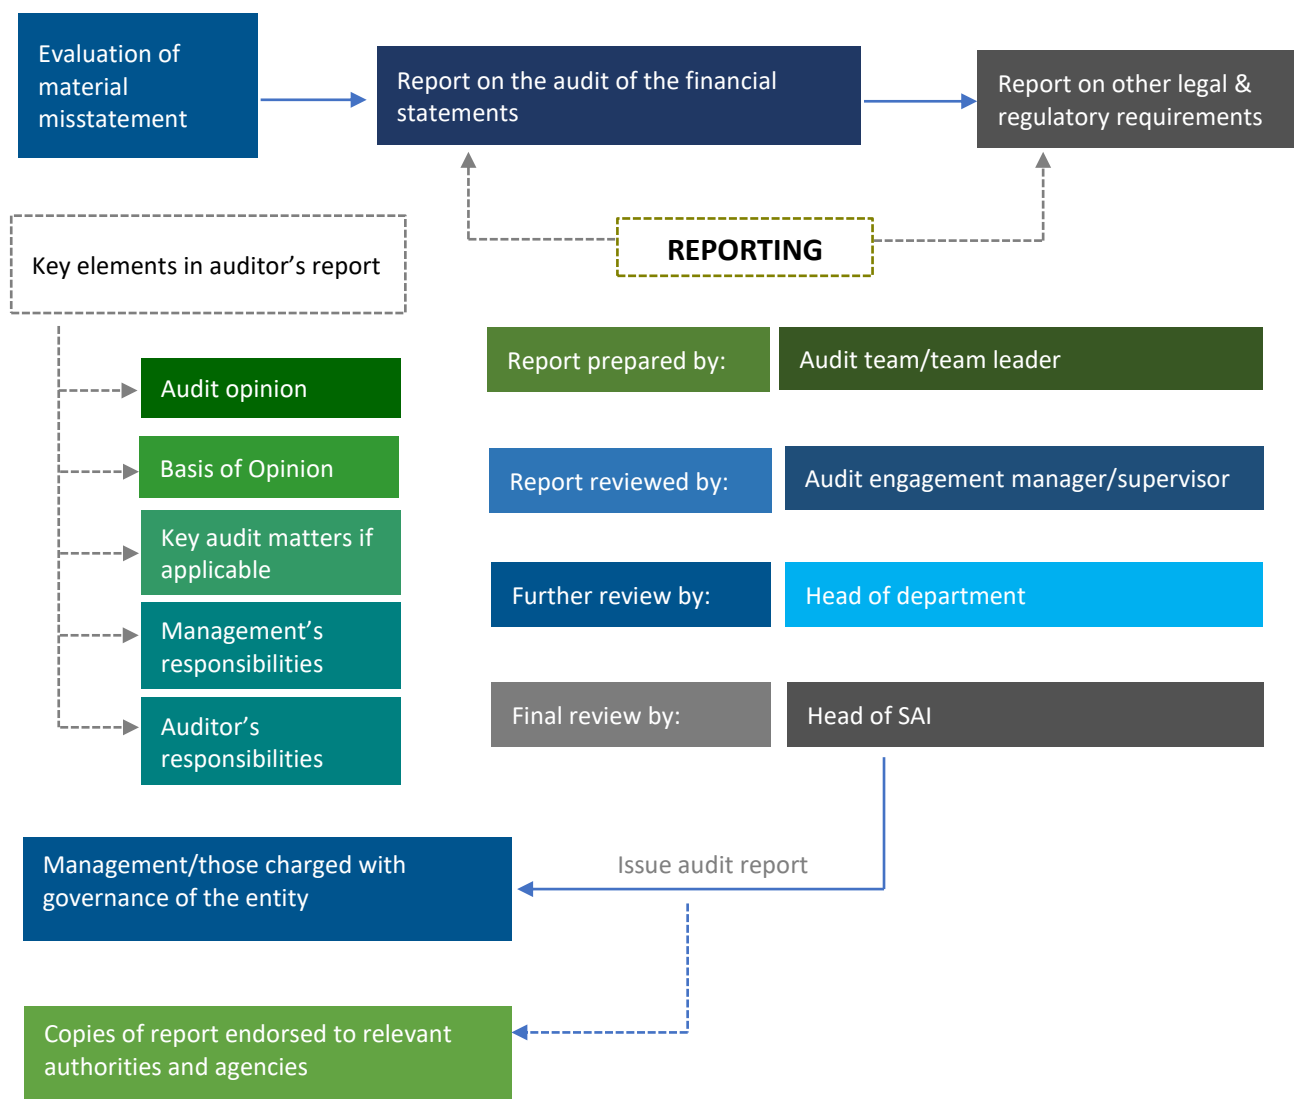 Evaluation of
material
misstatement
Report on the audit of the financial
statements
Report on other legal &
regulatory requirements
REPORTING
Key elements in auditor’s report
Audit opinion
Basis of Opinion
Key audit matters if
applicable
Management’s
responsibilities
Auditor’s
responsibilities
Report prepared by:
Audit team/team leader
Report reviewed by:
Audit engagement manager/supervisor
Further review by:
Head of department
Final review by:
Head of SAI
Issue audit report
Management/those charged with
governance of the entity
Copies of report endorsed to relevant
authorities and agencies